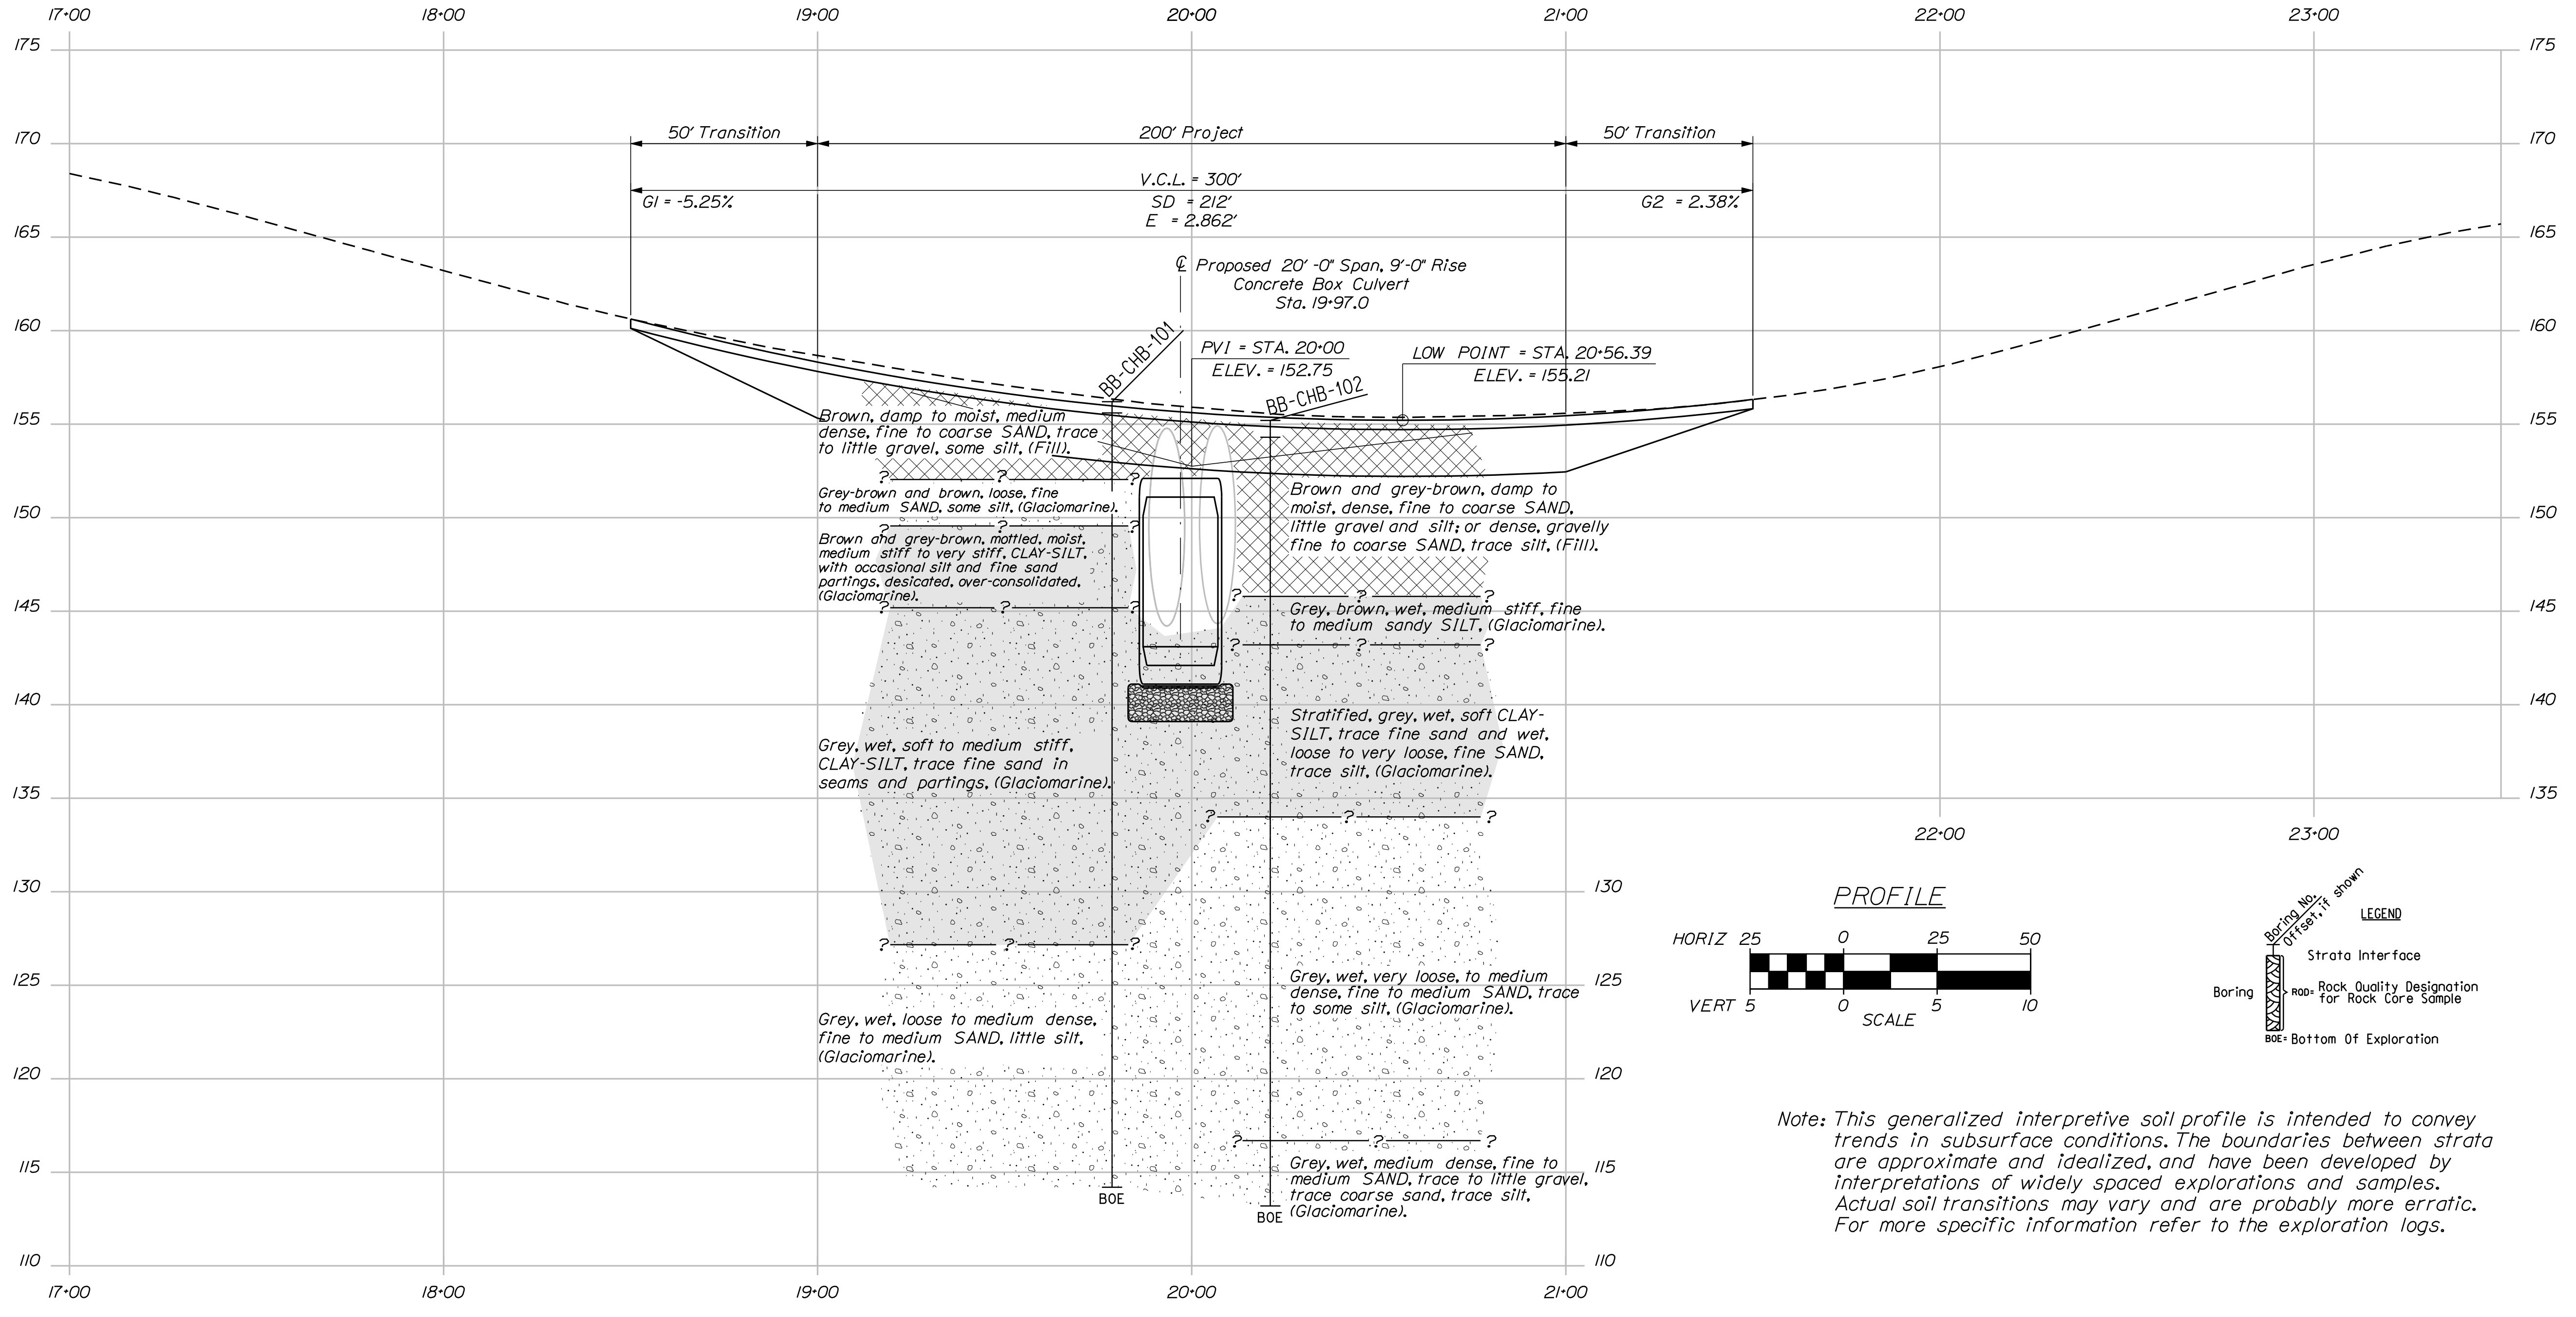 17+00 18+00 19+00 20+00 21+00 22+00 23+00
175 175
170 170
50' Transition 200' Project 50' Transition
V.C.L. = 300'
G1 = -5.25% SD = 212' G2 = 2.38%
E = 2.862'
165 165
℄ Proposed 20'-0" Span, 9'-0" Rise
Concrete Box Culvert
Sta. 19+97.0
160 160
BB-CHB-101
PVI = STA. 20+00
ELEV. = 152.75
LOW POINT = STA. 20+56.39
ELEV. = 155.21
BB-CHB-102
155 155
Brown, damp to moist, medium
dense, fine to coarse SAND, trace
to little gravel, some silt, (Fill).
? ? ?
Grey-brown and brown, loose, fine
to medium SAND, some silt, (Glaciomarine).
? ? ?
Brown and grey-brown, mottled, moist,
medium stiff to very stiff, CLAY-SILT,
with occasional silt and fine sand
partings, desicated, over-consolidated,
(Glaciomarine).
? ? ?
Brown and grey-brown, damp to
moist, dense, fine to coarse SAND,
little gravel and silt; or dense, gravelly
fine to coarse SAND, trace silt, (Fill).
150 150
? ? ?
Grey, brown, wet, medium stiff, fine
to medium sandy SILT, (Glaciomarine).
? ? ?
145 145
140 140
Grey, wet, soft to medium stiff,
CLAY-SILT, trace fine sand in
seams and partings, (Glaciomarine).
Stratified, grey, wet, soft CLAY-
SILT, trace fine sand and wet,
loose to very loose, fine SAND,
trace silt, (Glaciomarine).
135 135
? ? ?
22+00 23+00
130 130
? ? ?
125 125
Grey, wet, loose to medium dense,
fine to medium SAND, little silt,
(Glaciomarine).
Grey, wet, very loose, to medium
dense, fine to medium SAND, trace
to some silt, (Glaciomarine).
120 120
? ? ?
115 115
Grey, wet, medium dense, fine to
medium SAND, trace to little gravel,
trace coarse sand, trace silt,
(Glaciomarine).
BOE
BOE
110 110
17+00 18+00 19+00 20+00 21+00
PROFILE
HORIZ 25 0 25 50
VERT 5 0 5 10
SCALE
LEGEND
Boring No.
Offset, if shown
Strata Interface
Boring
RQD= Rock Quality Designation
for Rock Core Sample
BOE= Bottom Of Exploration
Note: This generalized interpretive soil profile is intended to convey
trends in subsurface conditions. The boundaries between strata
are approximate and idealized, and have been developed by
interpretations of widely spaced explorations and samples.
Actual soil transitions may vary and are probably more erratic.
For more specific information refer to the exploration logs.